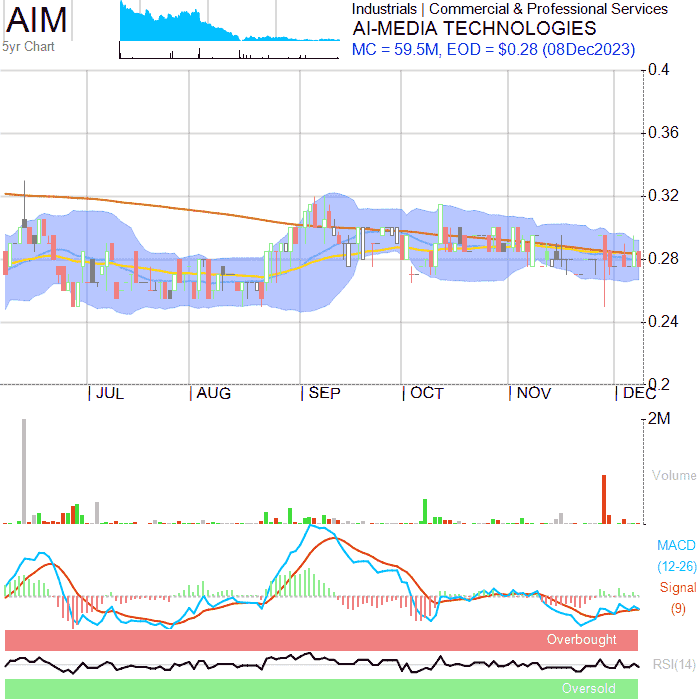 AIM
5yr Chart
Industrials | Commercial & Professional Services
AI-MEDIA TECHNOLOGIES
MC = 59.5M, EOD = $0.28 (08Dec2023)
0.4
0.36
0.32
0.28
0.24
0.2
JUL AUG SEP OCT NOV DEC
2M
Volume
MACD
(12-26)
Signal
(9)
Overbought
RSI(14)
Oversold